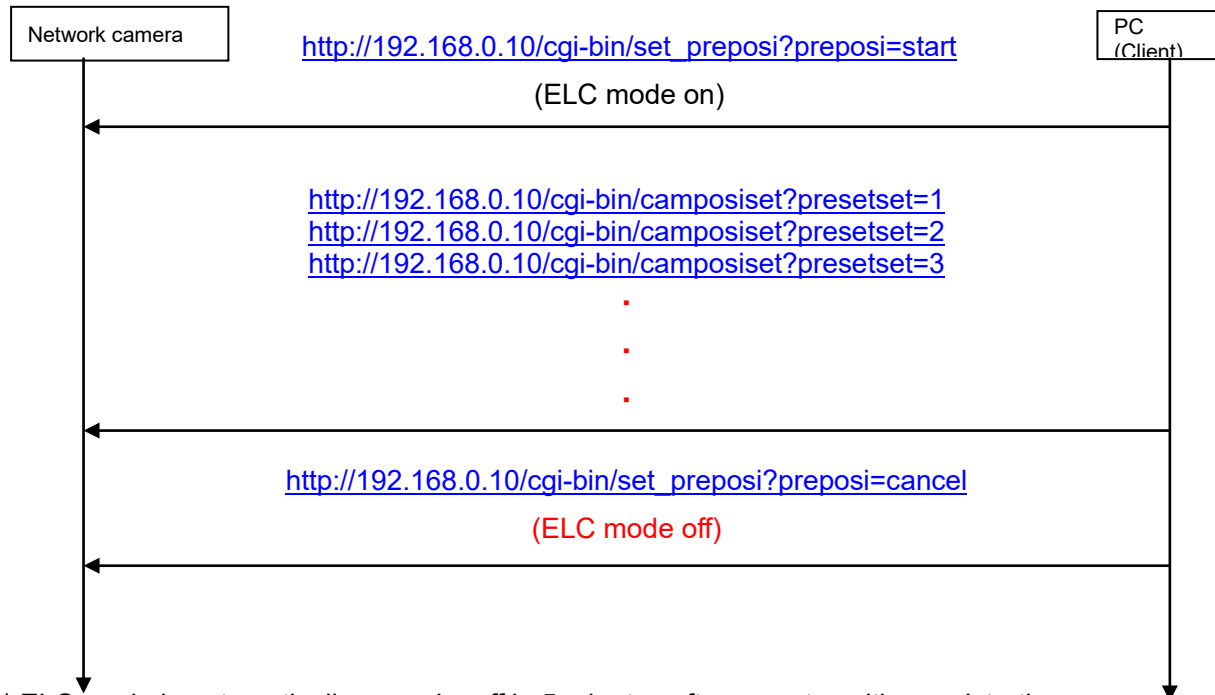 Network camera
PC
(Client)
http://192.168.0.10/cgi-bin/set_preposi?preposi=start
(ELC mode on)
http://192.168.0.10/cgi-bin/camposiset?presetset=1
http://192.168.0.10/cgi-bin/camposiset?presetset=2
http://192.168.0.10/cgi-bin/camposiset?presetset=3
.
.
.
http://192.168.0.10/cgi-bin/set_preposi?preposi=cancel
(ELC mode off)